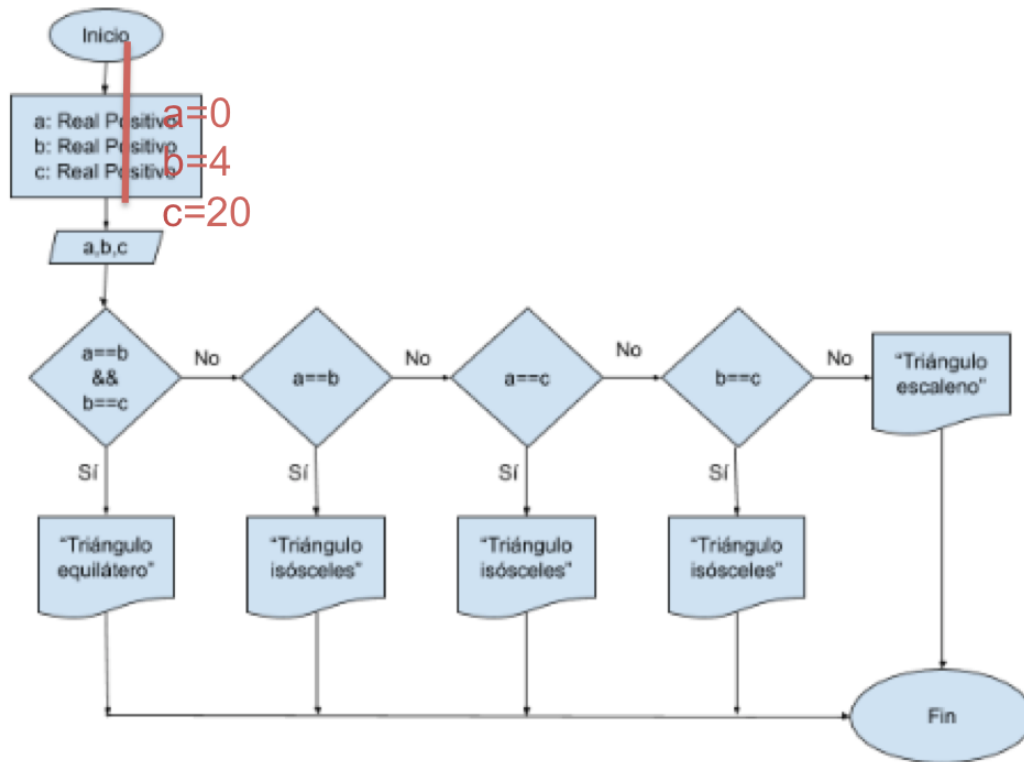 Inicio
a: Real Positivo
b: Real Positivo
c: Real Positivo
a=0
b=4
c=20
a,b,c
a==b
&&
b==c
No
a==b
No
a==c
No
b==c
No
“Triángulo
escaleno”
Sí
Sí
Sí
Sí
“Triángulo
equilátero”
“Triángulo
isósceles”
“Triángulo
isósceles”
“Triángulo
isósceles”
Fin